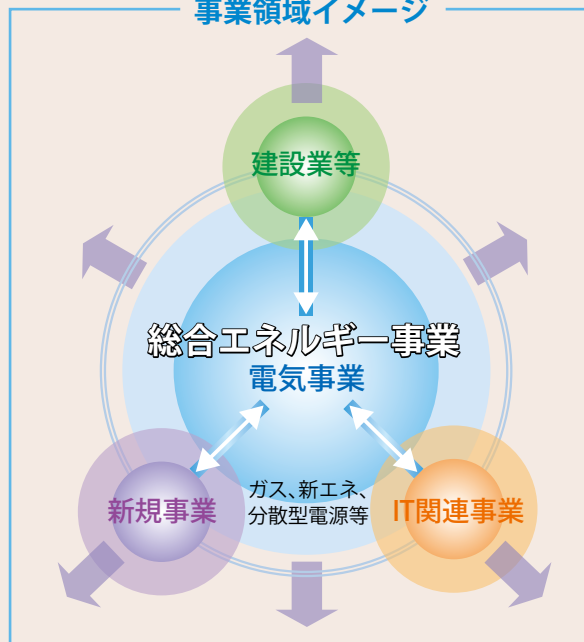 事業領域イメージ
建設業等
総合エネルギー事業
電気事業
ガス、新エネ、
分散型電源等
新規事業
IT関連事業